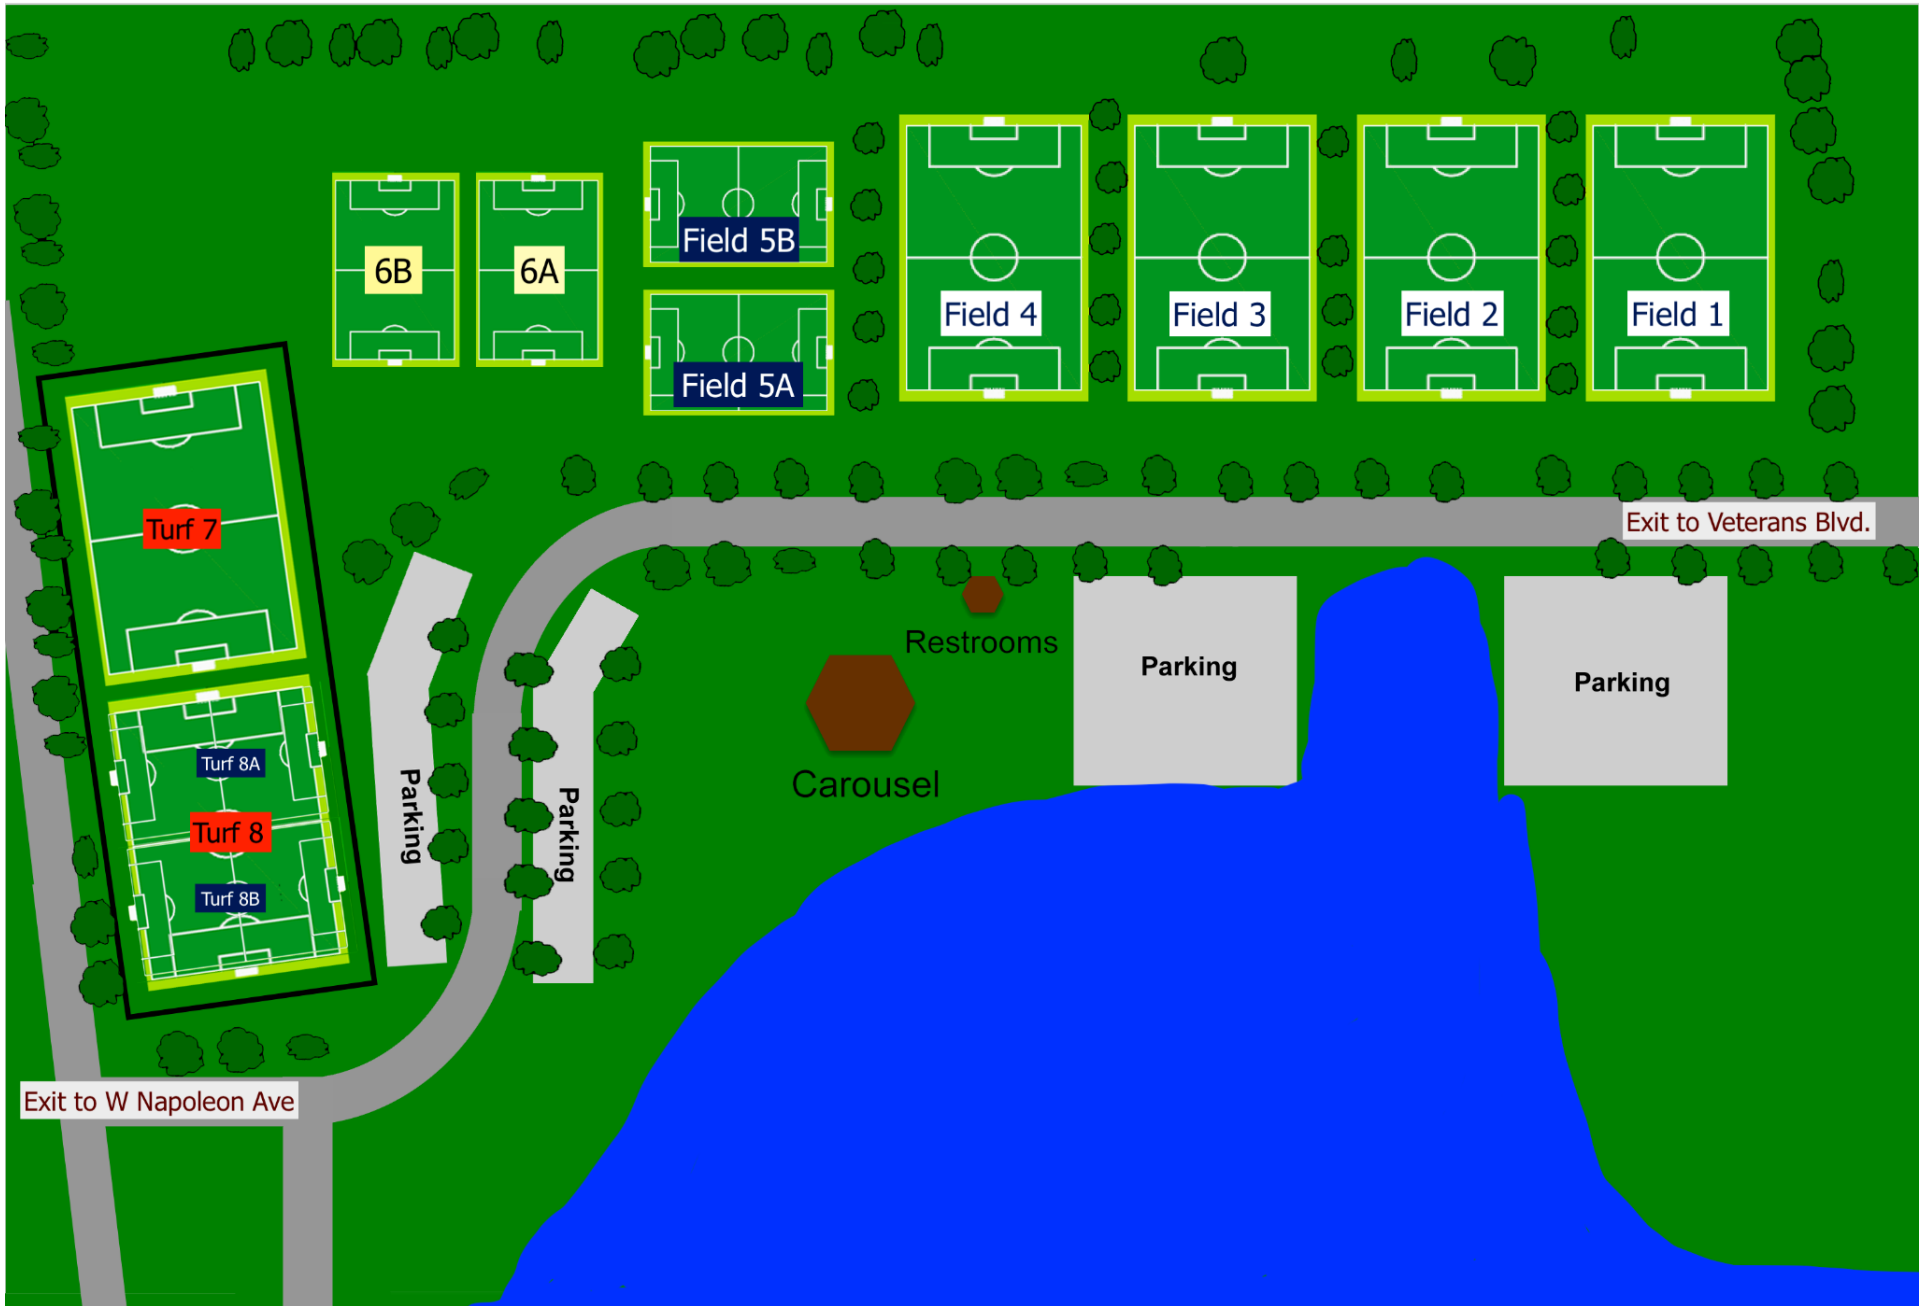 Field 5B
6B
6A
Field 4
Field 3
Field 2
Field 1
Field 5A
Turf 7
Exit to Veterans Blvd.
Restrooms
Parking
Parking
Turf 8A
Carousel
Parking
Parking
Turf 8
Turf 8B
Exit to W Napoleon Ave